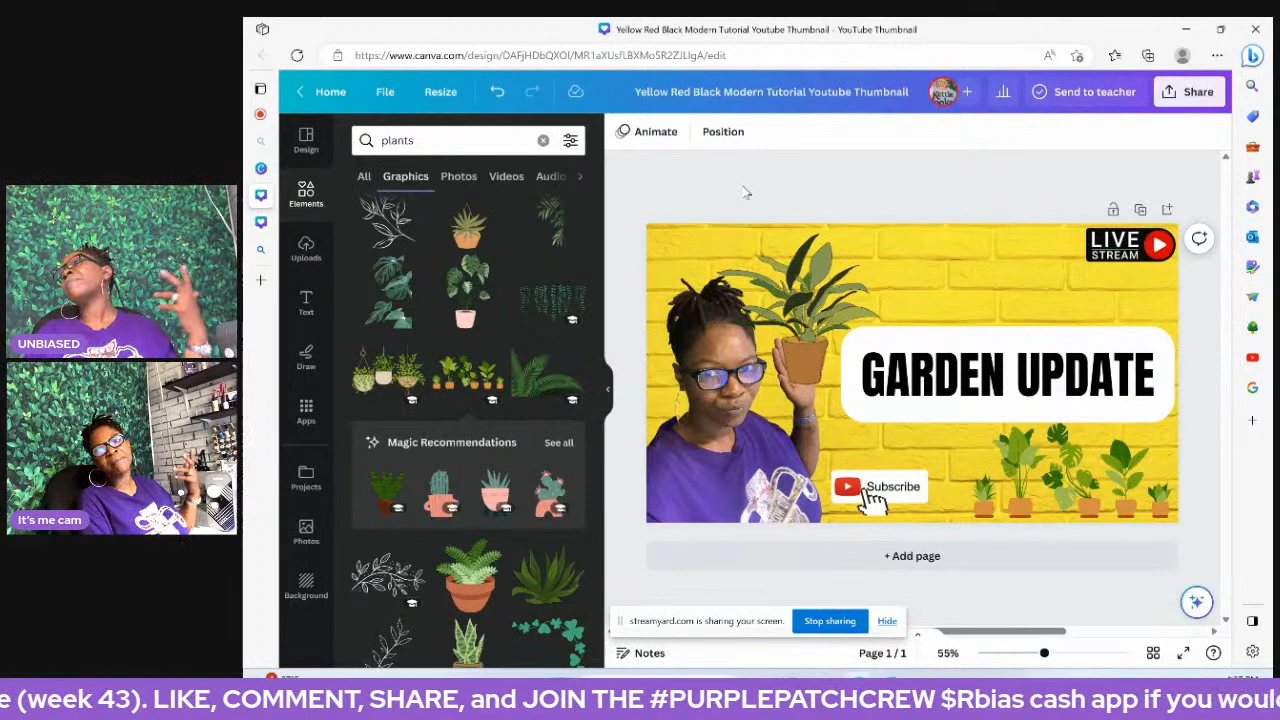 Yellow Red Black Modern Tutorial Youtube Thumbnail - YouTube Thumbnail
https://www.canva.com/design/DAFjHDbQXOI/MR1aXUsfLBXMo5R2ZJLIgA/edit
Home
File
Resize
Yellow Red Black Modern Tutorial Youtube Thumbnail
Send to teacher
Share
Design
Elements
Uploads
Text
Draw
Apps
Projects
Photos
Background
plants
All
Graphics
Photos
Videos
Audio
Magic Recommendations
See all
Animate
Position
LIVE
STREAM
GARDEN UPDATE
Subscribe
+ Add page
streamyard.com is sharing your screen.
Stop sharing
Hide
Notes
Page 1 / 1
55%
UNBIASED
It's me cam
e (week 43). LIKE, COMMENT, SHARE, and JOIN THE #PURPLEPATCHCREW $Rbias cash app if you would